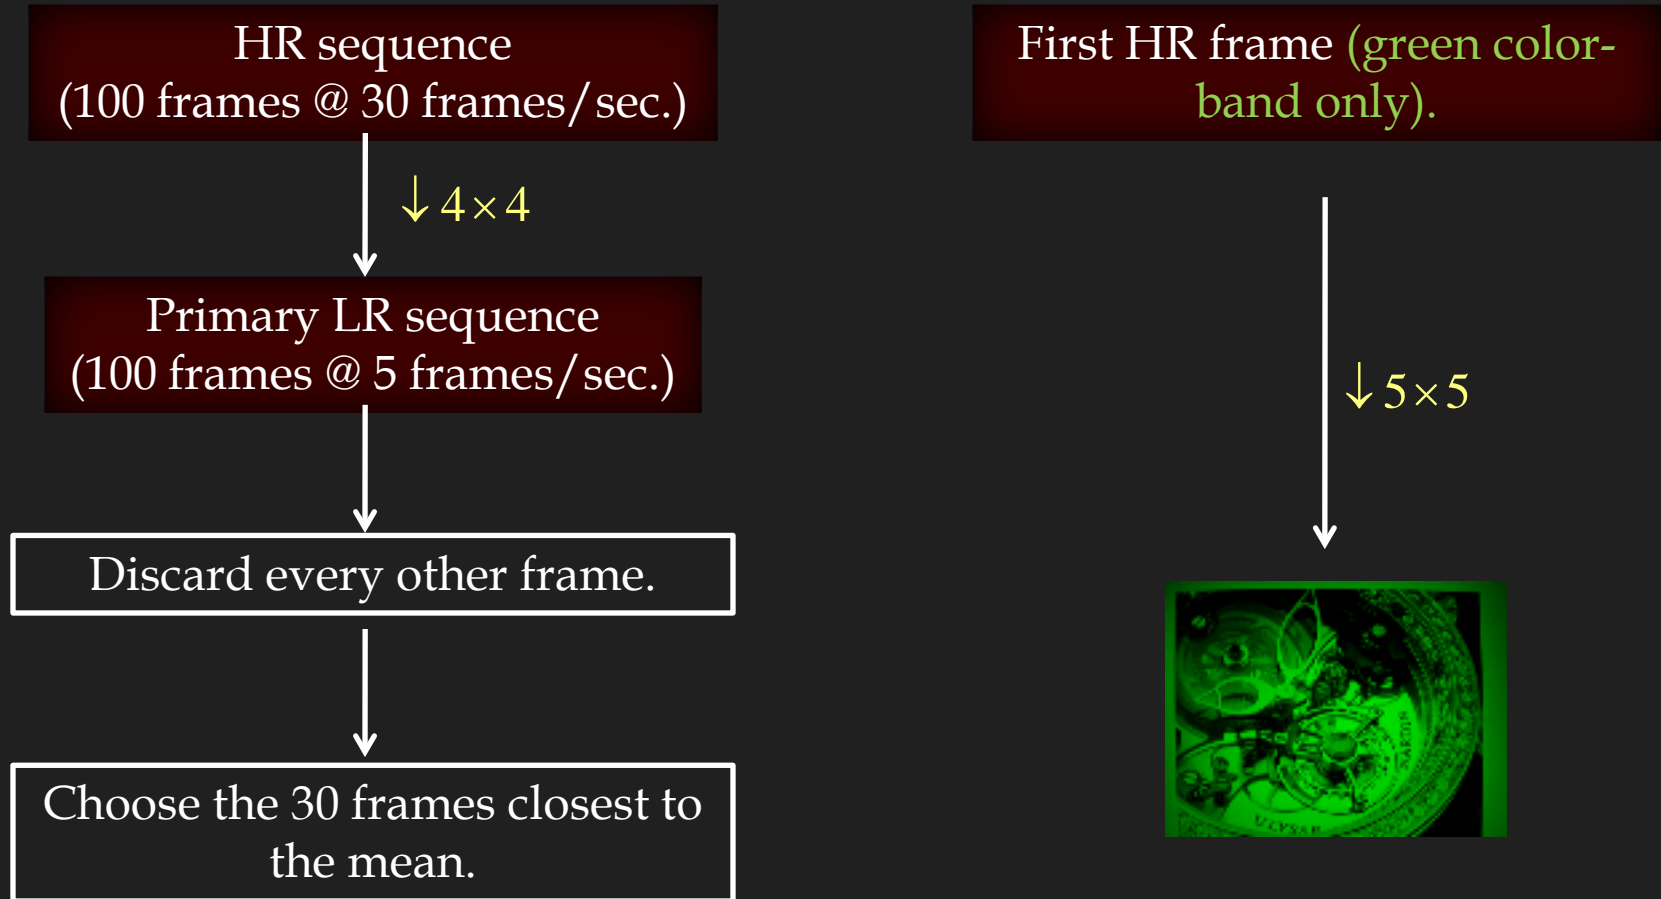 HR sequence
(100 frames @ 30 frames/sec.)
↓ 4×4
Primary LR sequence
(100 frames @ 5 frames/sec.)
Discard every other frame.
Choose the 30 frames closest to
the mean.
First HR frame (green color-
band only).
↓ 5×5